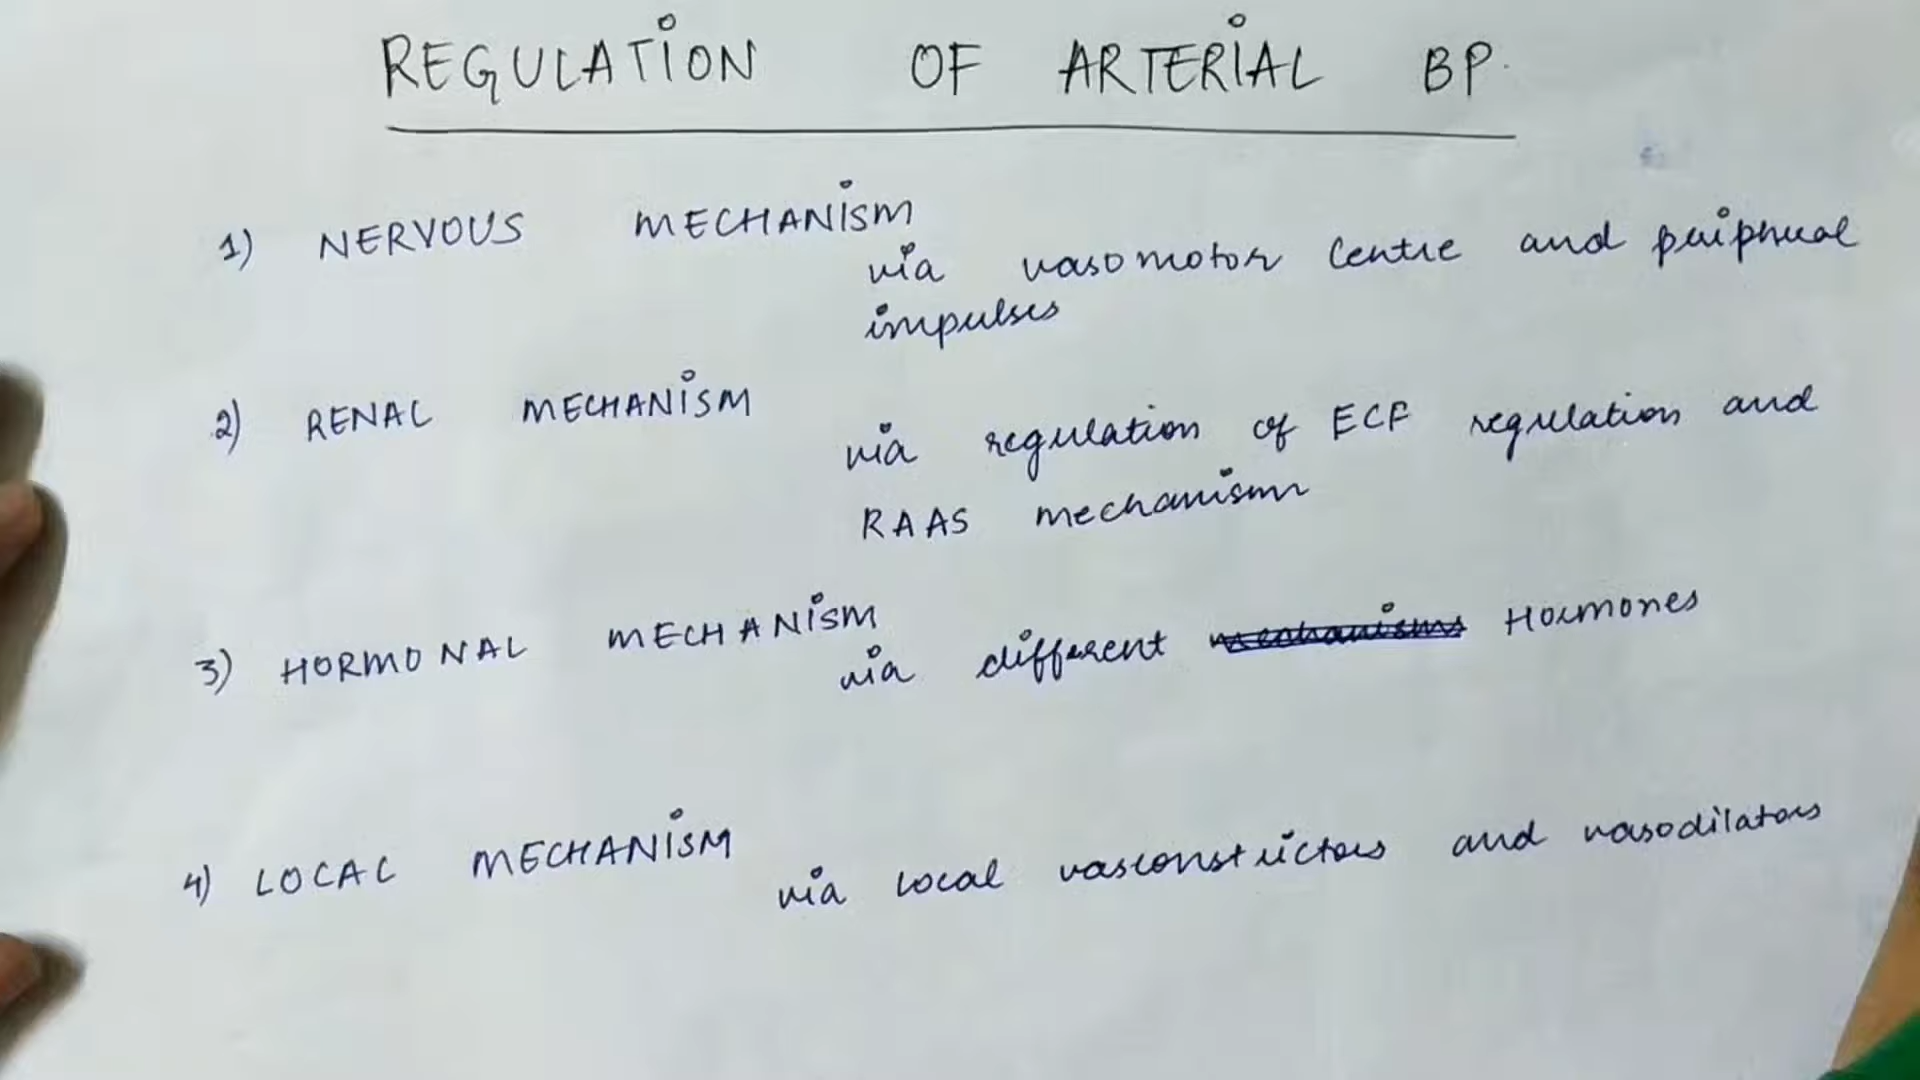 REGULATION OF ARTERIAL BP.
1) NERVOUS MECHANISM
via vasomotor Centre and peripheral
impulses
2) RENAL MECHANISM
via regulation of ECF regulation and
RAAS mechanism
3) HORMONAL MECHANISM
via different mechanisms Hormones
4) LOCAL MECHANISM
via local vasconstrictors and vasodilators